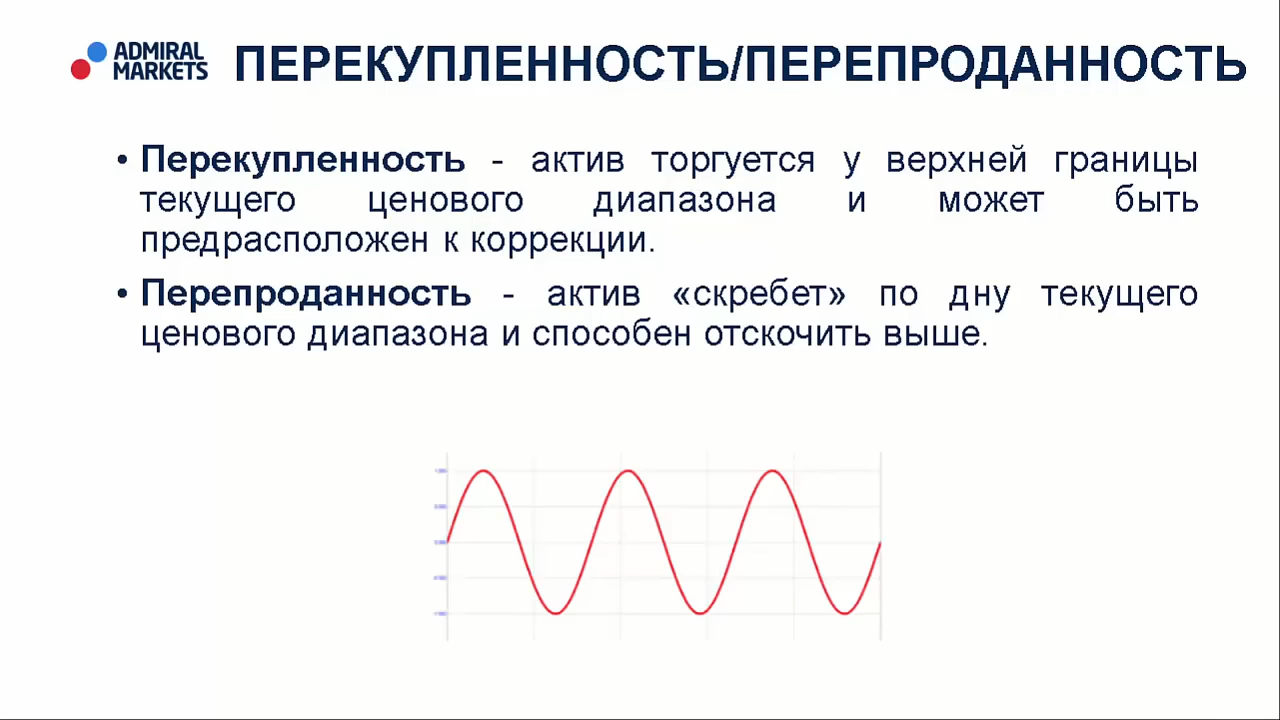 ADMIRAL
MARKETS
ПЕРЕКУПЛЕННОСТЬ/ПЕРЕПРОДАННОСТЬ
• Перекупленность - актив торгуется у верхней границы
текущего ценового диапазона и может быть
предрасположен к коррекции.
• Перепроданность - актив «скребет» по дну текущего
ценового диапазона и способен отскочить выше.